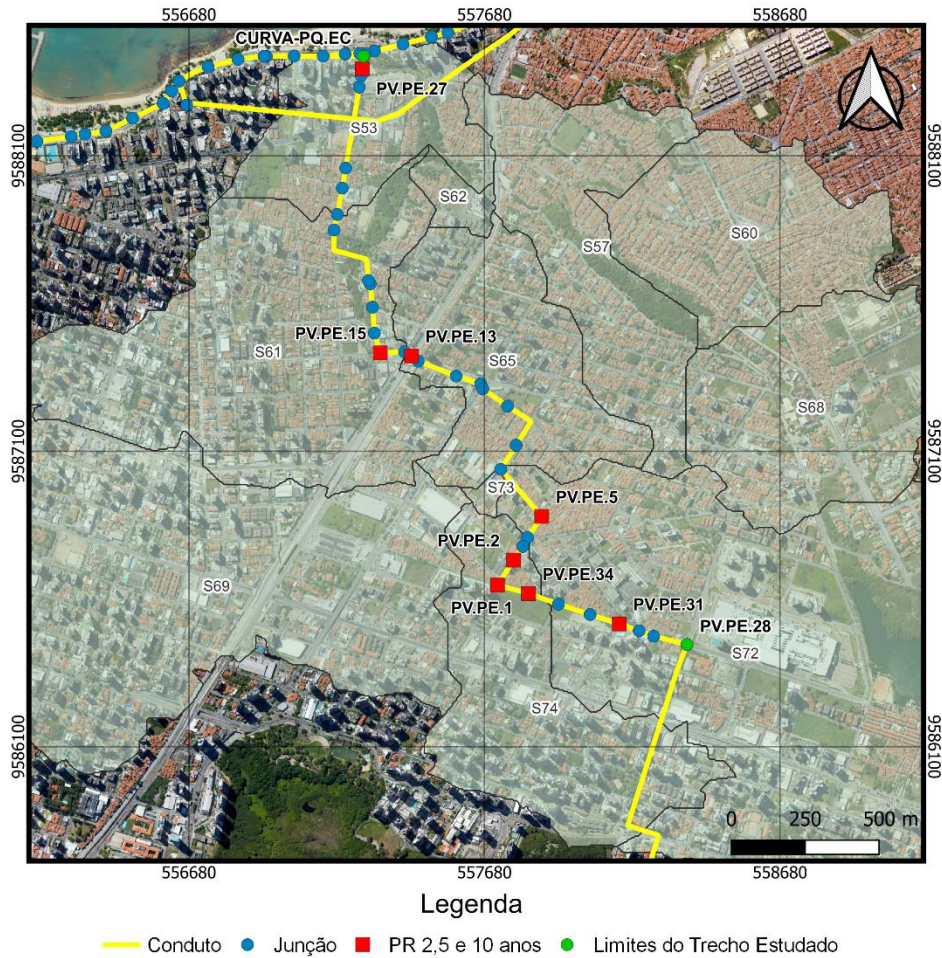 556680
557680
558680
CURVA-PQ.EC
PV.PE.27
S53
9588100
9588100
S62
S57
S60
PV.PE.15
PV.PE.13
S61
S65
S68
9587100
9587100
S73
PV.PE.5
PV.PE.2
PV.PE.34
S69
PV.PE.1
PV.PE.31
PV.PE.28
S72
S74
9586100
9586100
0 250 500 m
556680
557680
558680
Legenda
Conduto
Junção
PR 2,5 e 10 anos
Limites do Trecho Estudado